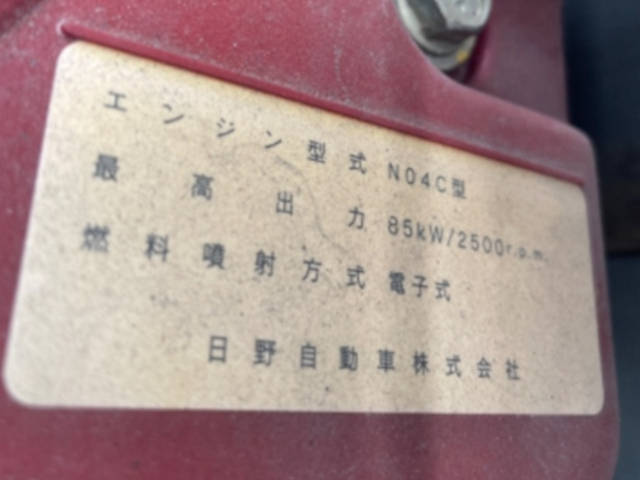 エンジン型式 N04C型
最高出力 85kW/2500r.p.m.
燃料噴射方式 電子式
日野自動車株式会社